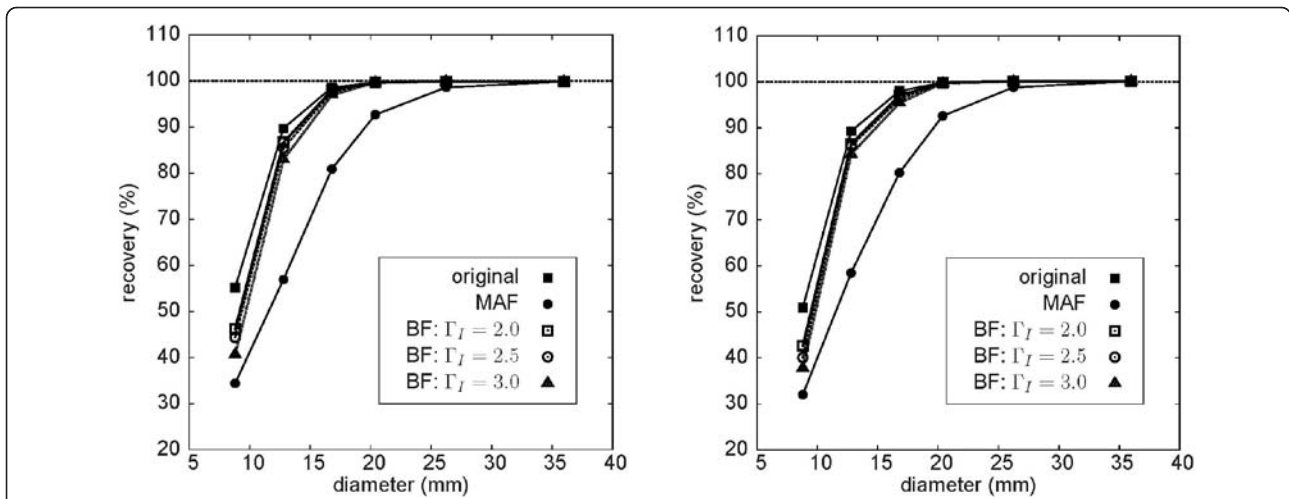 110
100
90
80
70
60
50
40
30
20
recovery (%)
5 10 15 20 25 30 35 40
diameter (mm)
original
MAF
BF: Γ_I = 2.0
BF: Γ_I = 2.5
BF: Γ_I = 3.0
110
100
90
80
70
60
50
40
30
20
recovery (%)
5 10 15 20 25 30 35 40
diameter (mm)
original
MAF
BF: Γ_I = 2.0
BF: Γ_I = 2.5
BF: Γ_I = 3.0